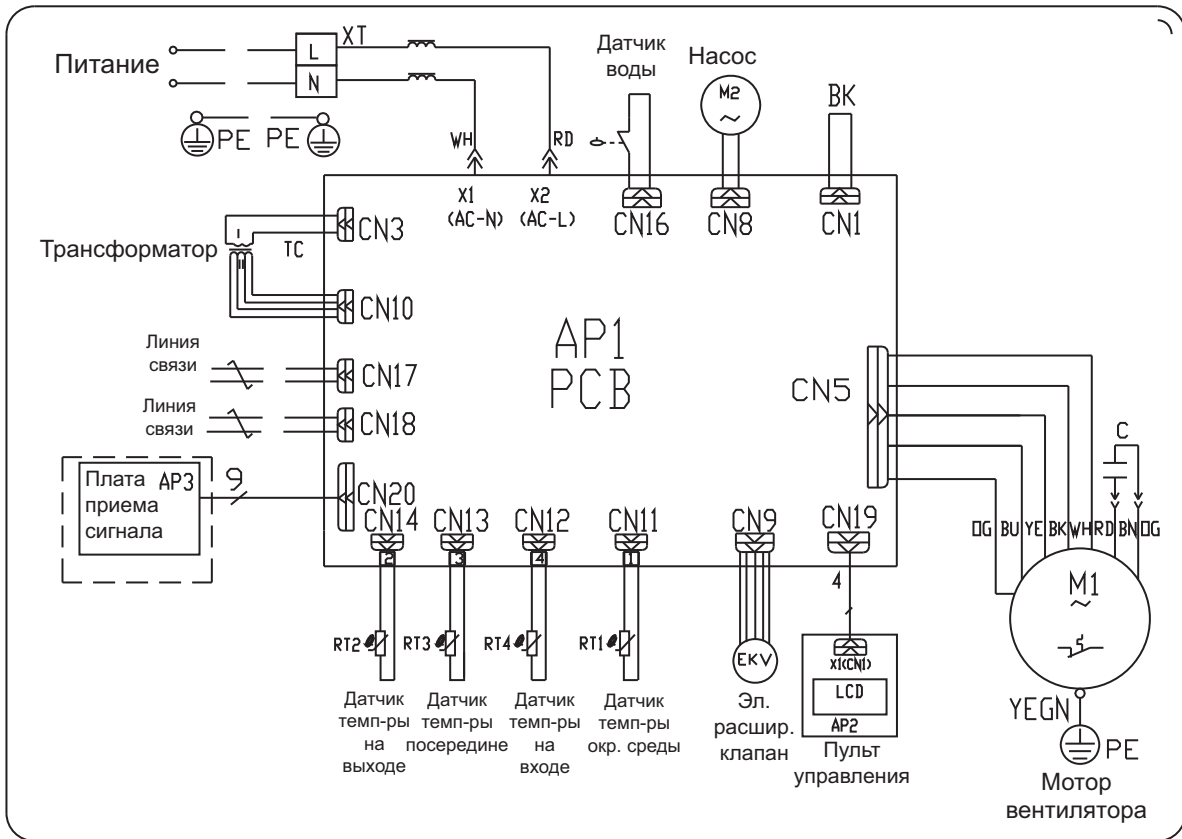 Питание
L
XT
N
PE PE
WH
RD
X1
(AC-N)
X2
(AC-L)
Датчик
воды
Насос
M2
~
BK
CN16
CN8
CN1
Трансформатор
I
II
TC
CN3
CN10
Линия
связи
CN17
Линия
связи
CN18
AP1
PCB
CN5
Плата
приема
сигнала
AP3
9
CN20
CN14
CN13
CN12
CN11
CN9
CN19
2
3
4
1
4
RT2
RT3
RT4
RT1
EKV
X1(CN1)
LCD
AP2
Датчик
темп-ры
на
выходе
Датчик
темп-ры
посередине
Датчик
темп-ры
на
входе
Датчик
темп-ры
окр. среды
Эл.
расшир.
клапан
Пульт
управления
C
OG BU YE BK WH RD BN OG
M1
~
YEGN
PE
Мотор
вентилятора